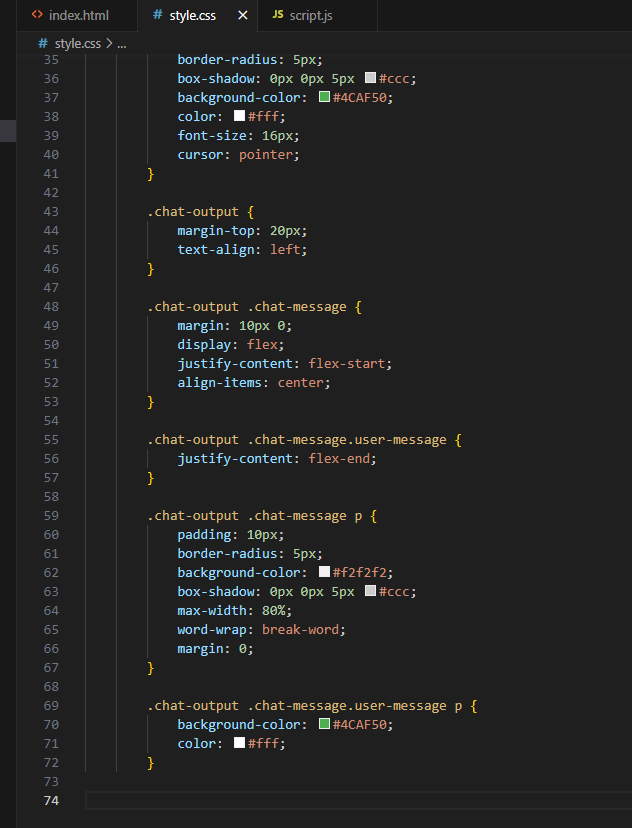 <> index.html
# style.css ×
JS script.js
# style.css > ...
35 border-radius: 5px;
36 box-shadow: 0px 0px 5px #ccc;
37 background-color: #4CAF50;
38 color: #fff;
39 font-size: 16px;
40 cursor: pointer;
41 }
42
43 .chat-output {
44 margin-top: 20px;
45 text-align: left;
46 }
47
48 .chat-output .chat-message {
49 margin: 10px 0;
50 display: flex;
51 justify-content: flex-start;
52 align-items: center;
53 }
54
55 .chat-output .chat-message.user-message {
56 justify-content: flex-end;
57 }
58
59 .chat-output .chat-message p {
60 padding: 10px;
61 border-radius: 5px;
62 background-color: #f2f2f2;
63 box-shadow: 0px 0px 5px #ccc;
64 max-width: 80%;
65 word-wrap: break-word;
66 margin: 0;
67 }
68
69 .chat-output .chat-message.user-message p {
70 background-color: #4CAF50;
71 color: #fff;
72 }
73
74